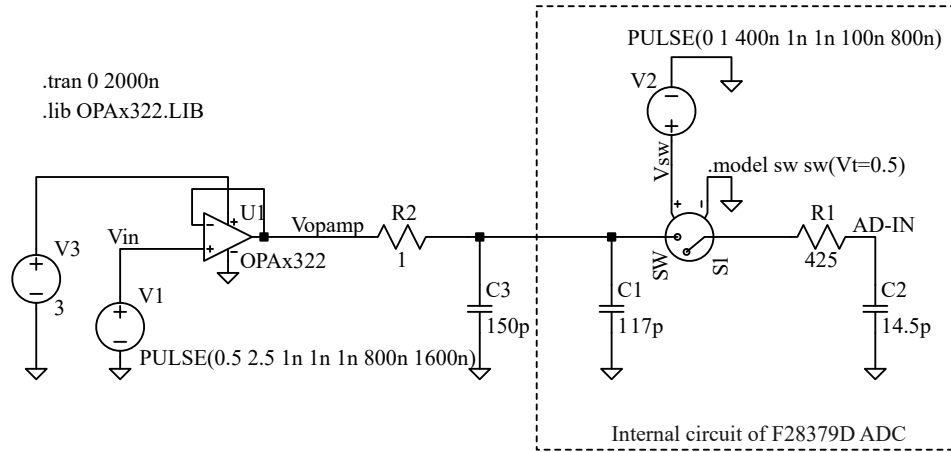 PULSE(0 1 400n 1n 1n 100n 800n)
.tran 0 2000n
.lib OPAx322.LIB
V2
Vsw
.model sw sw(Vt=0.5)
U1
Vopamp
R2
1
R1
425
AD-IN
Vin
V3
3
OPAx322
SW
S1
V1
C3
150p
C1
117p
C2
14.5p
PULSE(0.5 2.5 1n 1n 1n 800n 1600n)
Internal circuit of F28379D ADC